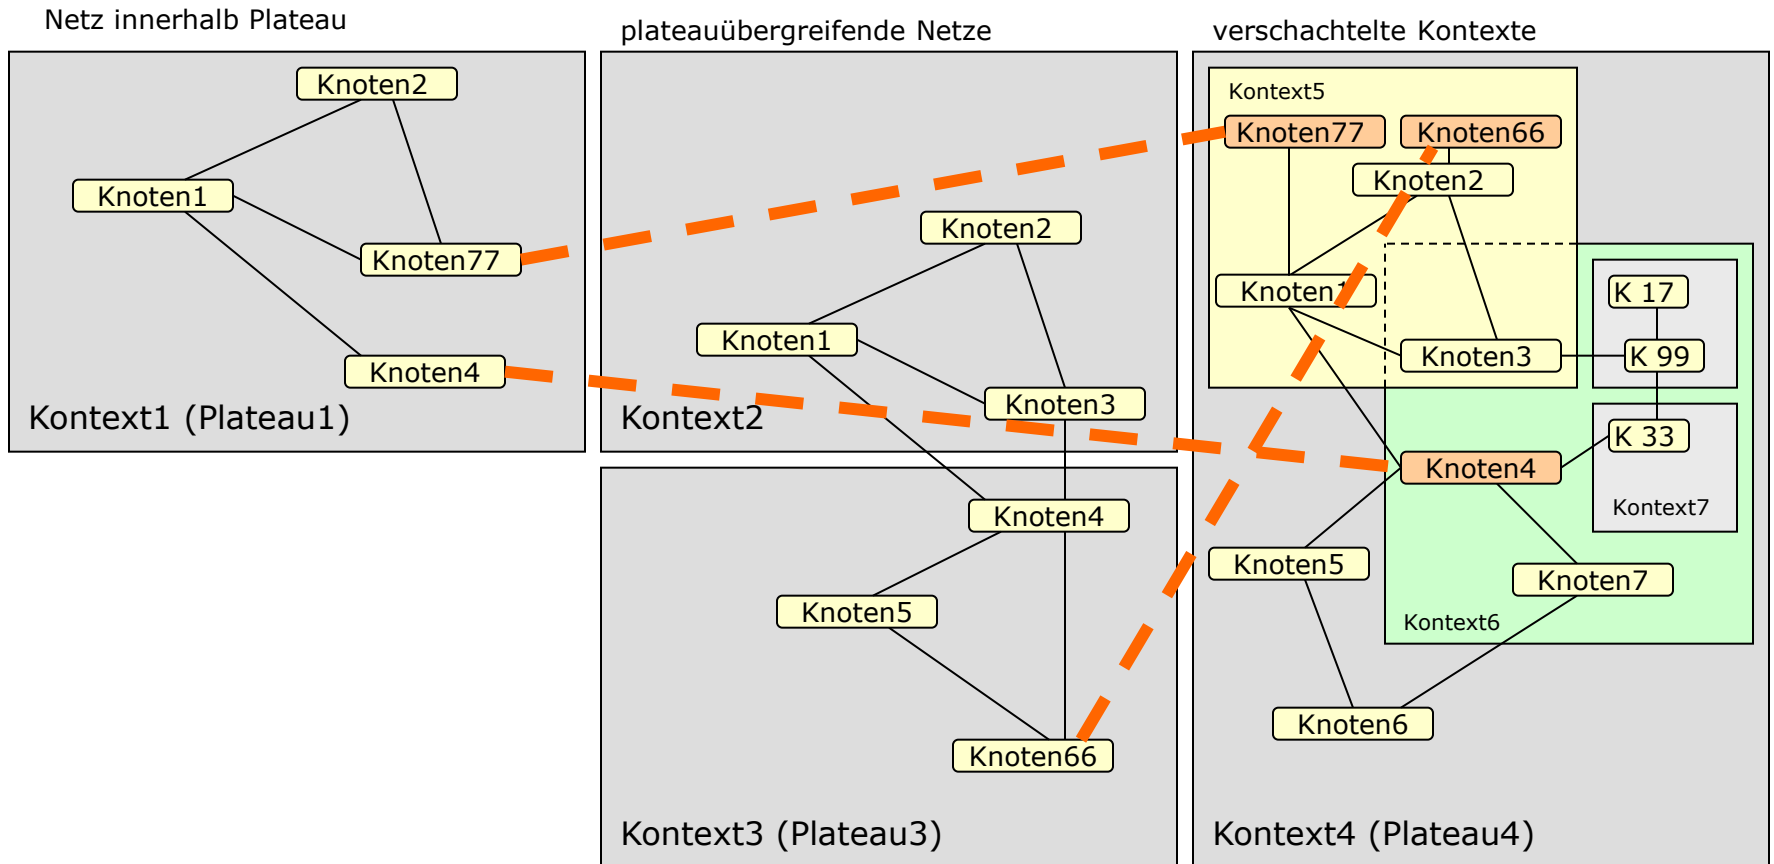 Netz innerhalb Plateau
Knoten2
Knoten1
Knoten77
Knoten4
Kontext1 (Plateau1)
plateauübergreifende Netze
Knoten2
Knoten1
Knoten3
Kontext2
Knoten4
Knoten5
Knoten66
Kontext3 (Plateau3)
verschachtelte Kontexte
Kontext5
Knoten77
Knoten66
Knoten2
Knoten1
K 17
Knoten3
K 99
K 33
Knoten4
Kontext7
Knoten5
Knoten7
Kontext6
Knoten6
Kontext4 (Plateau4)